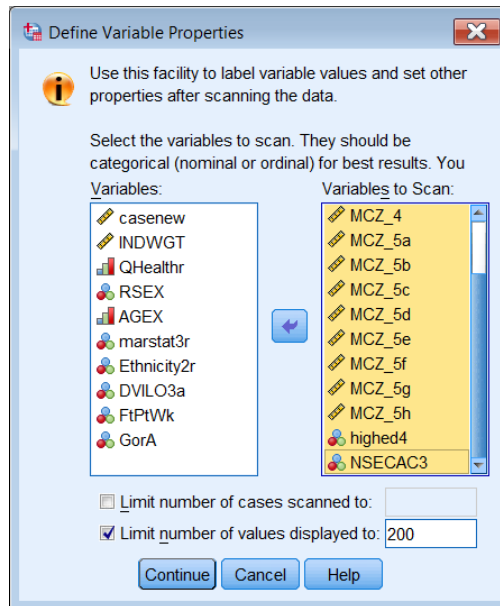 Define Variable Properties
Use this facility to label variable values and set other
properties after scanning the data.
Select the variables to scan. They should be
categorical (nominal or ordinal) for best results. You
Variables:
casenew
INDWGT
QHealthr
RSEX
AGEX
marstat3r
Ethnicity2r
DVILO3a
FtPtWk
GorA
Variables to Scan:
MCZ_4
MCZ_5a
MCZ_5b
MCZ_5c
MCZ_5d
MCZ_5e
MCZ_5f
MCZ_5g
MCZ_5h
highed4
NSECAC3
Limit number of cases scanned to:
Limit number of values displayed to: 200
Continue Cancel Help